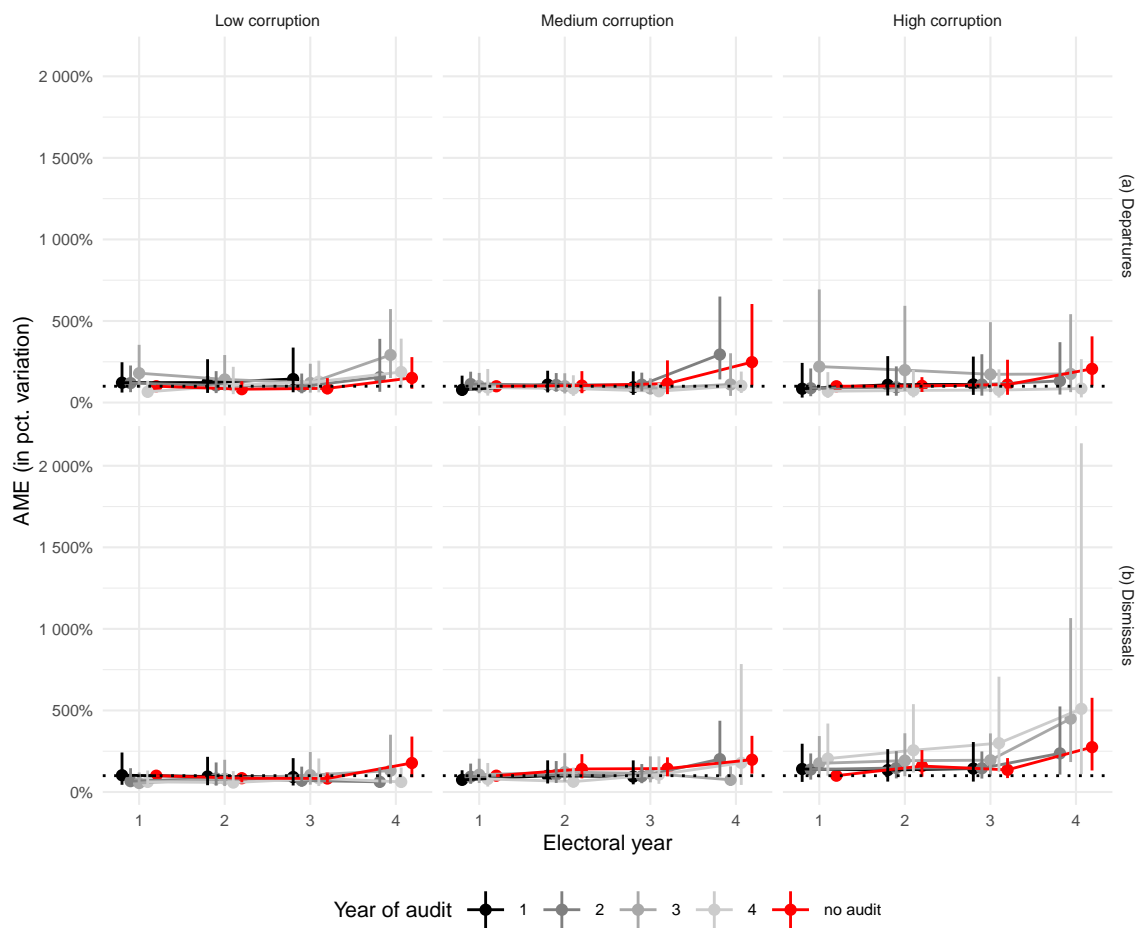 Low corruption Medium corruption High corruption
2 000%
1 500%
1 000%
500%
0%
(a) Departures
AME (in pct. variation)
2 000%
1 500%
1 000%
500%
0%
(b) Dismissals
1 2 3 4 1 2 3 4 1 2 3 4
Electoral year
Year of audit 1 2 3 4 no audit